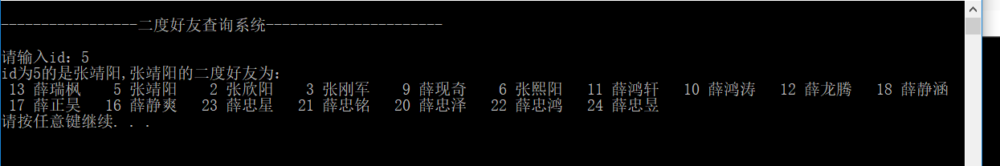 -----------------二度好友查询系统----------------------
请输入id：5
id为5的是张靖阳,张靖阳的二度好友为：
13 薛瑞枫 5 张靖阳 2 张欣阳 3 张刚军 9 薛现奇 6 张熙阳 11 薛鸿轩 10 薛鸿涛 12 薛龙腾 18 薛静涵
17 薛正昊 16 薛静爽 23 薛忠星 21 薛忠铭 20 薛忠泽 22 薛忠鸿 24 薛忠昱
请按任意键继续. . .